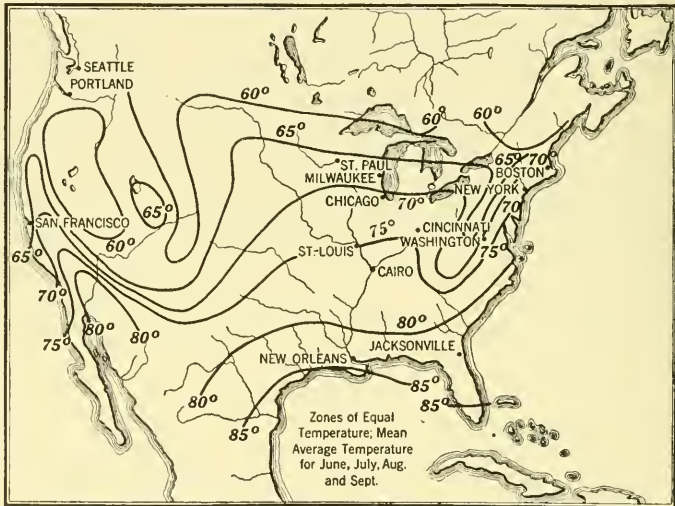 SEATTLE
PORTLAND
60°
60°
60°
65°
65°
70°
ST. PAUL
MILWAUKEE
BOSTON
CHICAGO
70°
NEW YORK
65°
SAN FRANCISCO
60°
70
75°
CINCINNATI
WASHINGTON
ST-LOUIS
75°
65°
CAIRO
70°
75°
80°
80°
80°
JACKSONVILLE
NEW ORLEANS
80°
85°
85°
85°
Zones of Equal
Temperature; Mean
Average Temperature
for June, July, Aug.
and Sept.